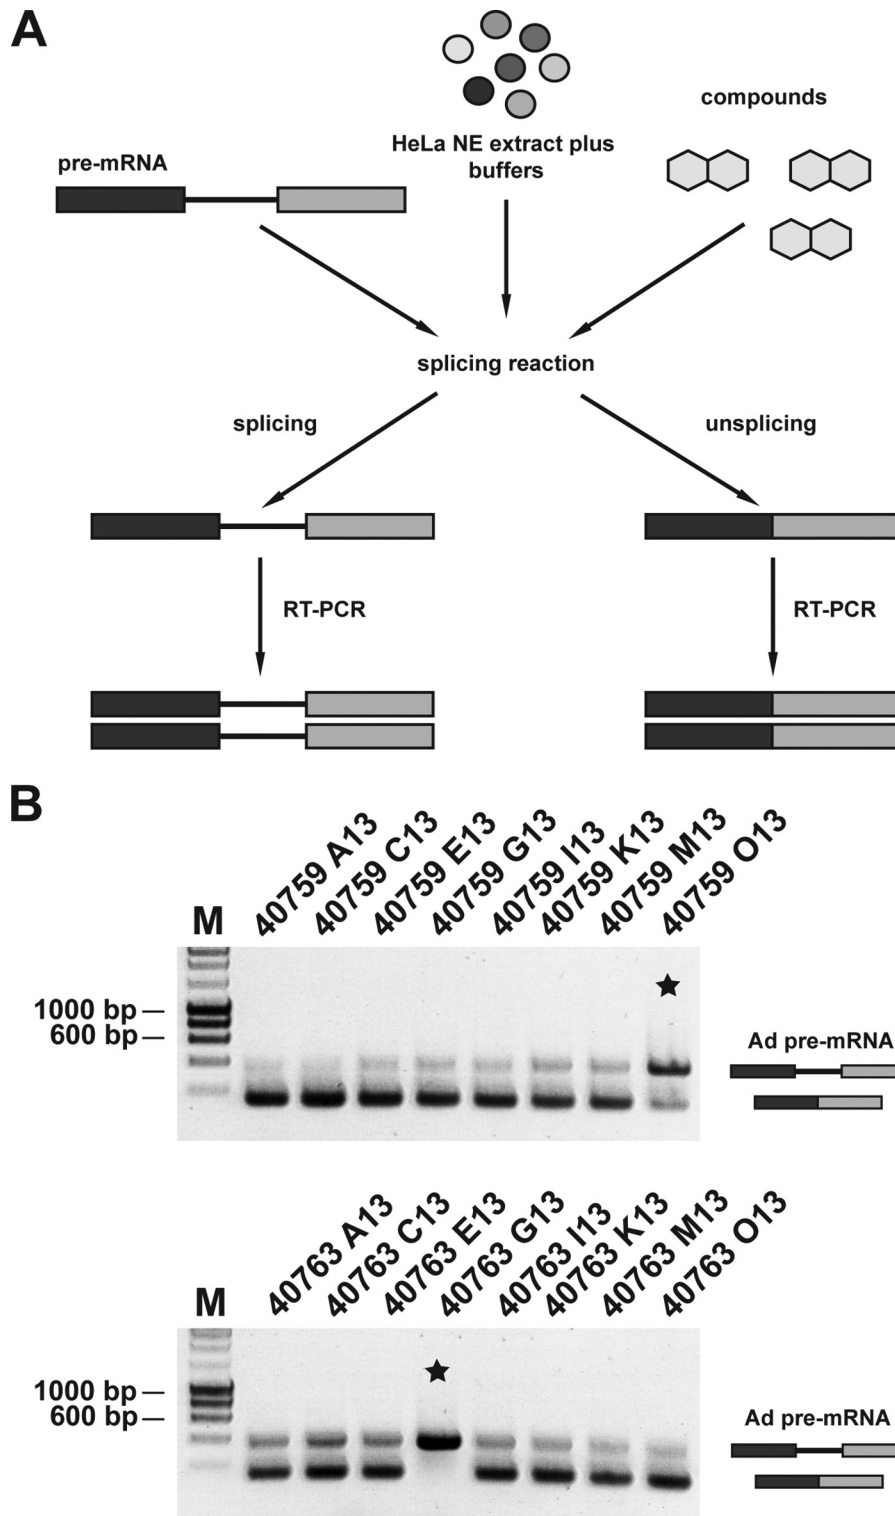 A
pre-mRNA
HeLa NE extract plus
buffers
compounds
splicing reaction
splicing
unsplicing
RT-PCR
RT-PCR
B
M
40759 A13
40759 C13
40759 E13
40759 G13
40759 I13
40759 K13
40759 M13
40759 O13
1000 bp
600 bp
Ad pre-mRNA
M
40763 A13
40763 C13
40763 E13
40763 G13
40763 I13
40763 K13
40763 M13
40763 O13
1000 bp
600 bp
Ad pre-mRNA